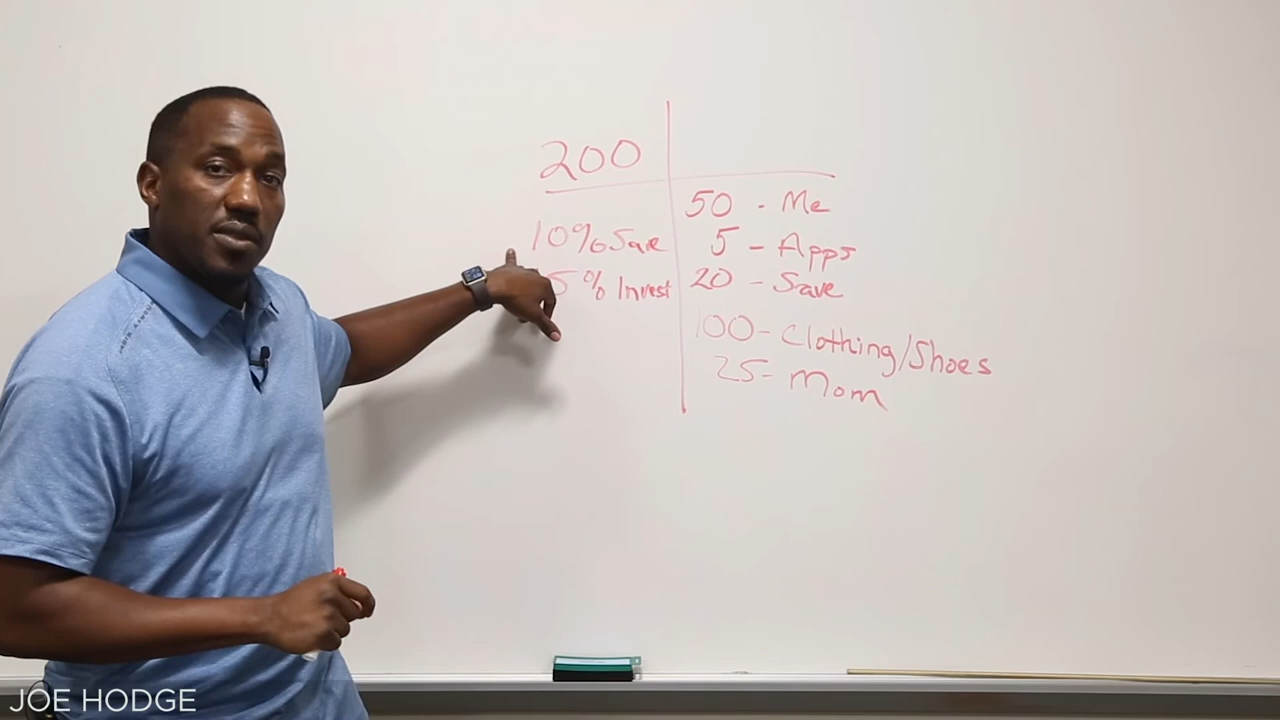 200
10% Save
5% Invest
50 - Me
5 - Apps
20 - Save
100 - Clothing/Shoes
25 - Mom
JOE HODGE